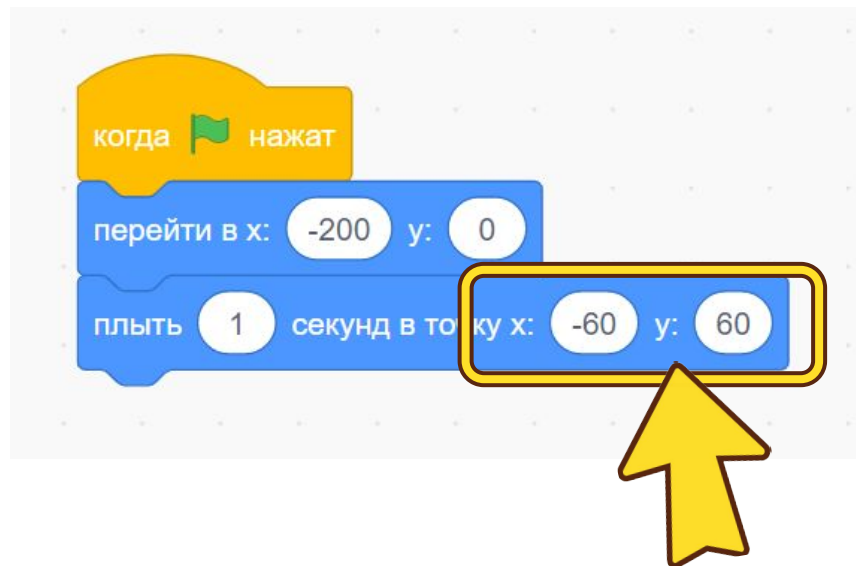 когда нажат
перейти в x: -200 y: 0
плыть 1 секунд в точку x: -60 y: 60